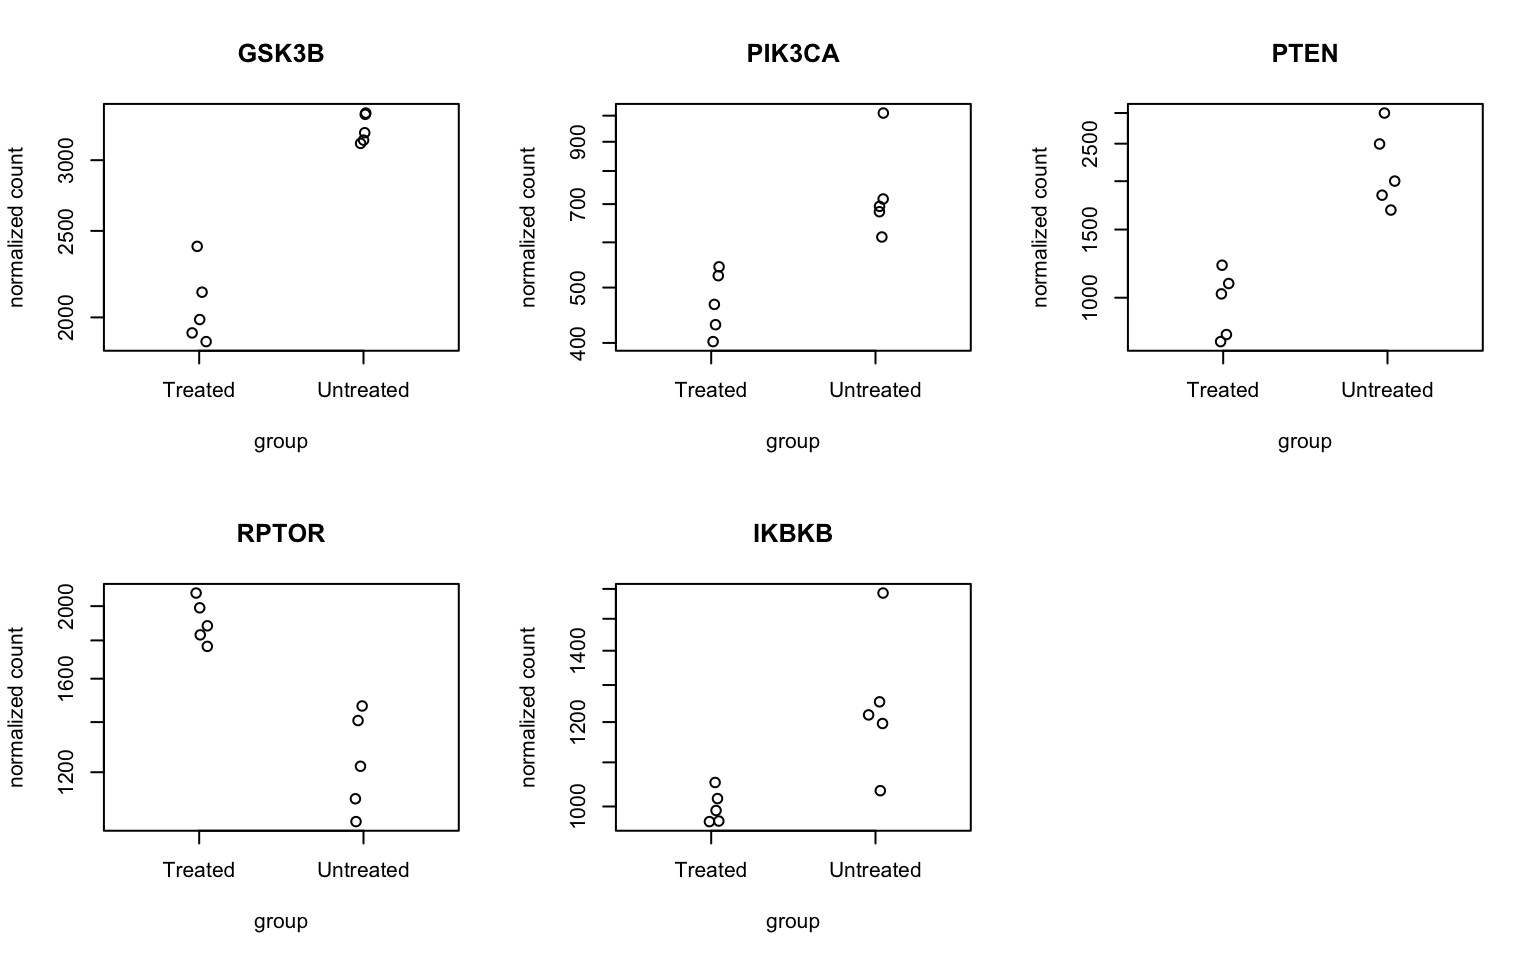 GSK3B
normalized count
3000
2500
2000
Treated Untreated
group
PIK3CA
normalized count
900
700
500
400
Treated Untreated
group
PTEN
normalized count
2500
1500
1000
Treated Untreated
group
RPTOR
normalized count
2000
1600
1200
Treated Untreated
group
IKBKB
normalized count
1400
1200
1000
Treated Untreated
group